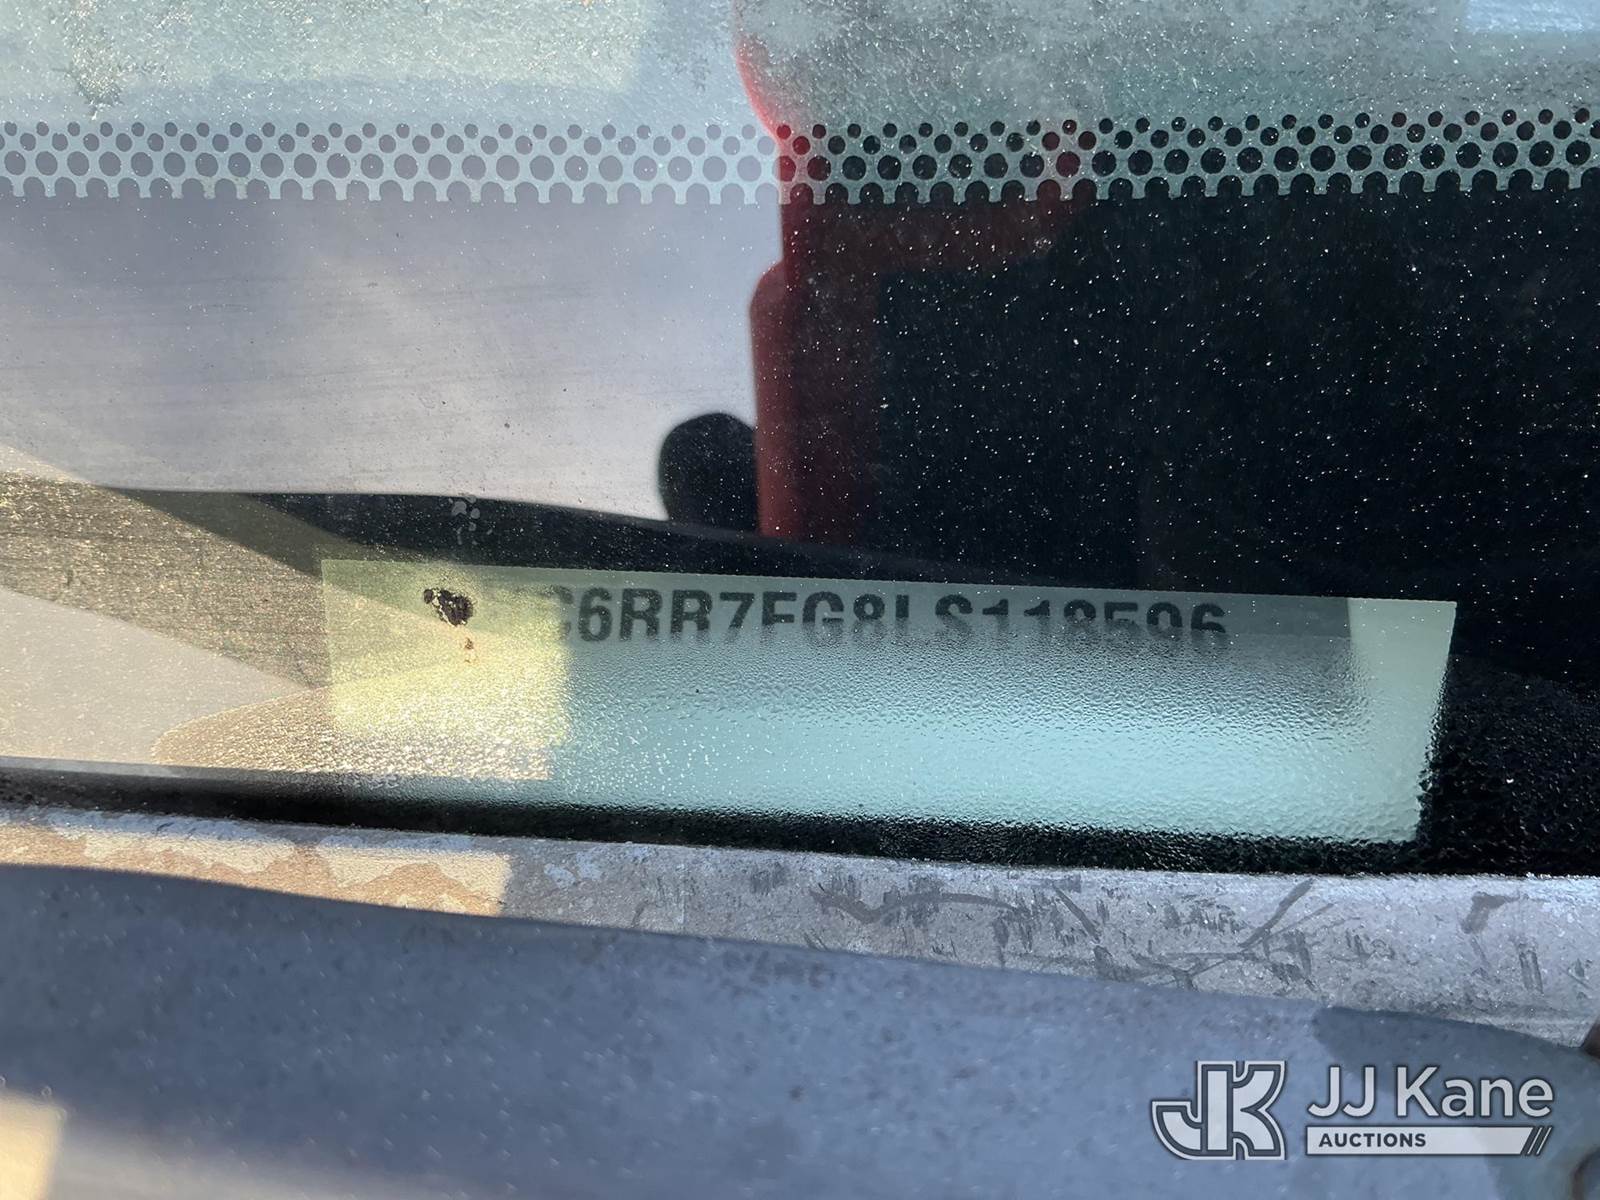 C6RR7FG8LS118596
JJ Kane
AUCTIONS